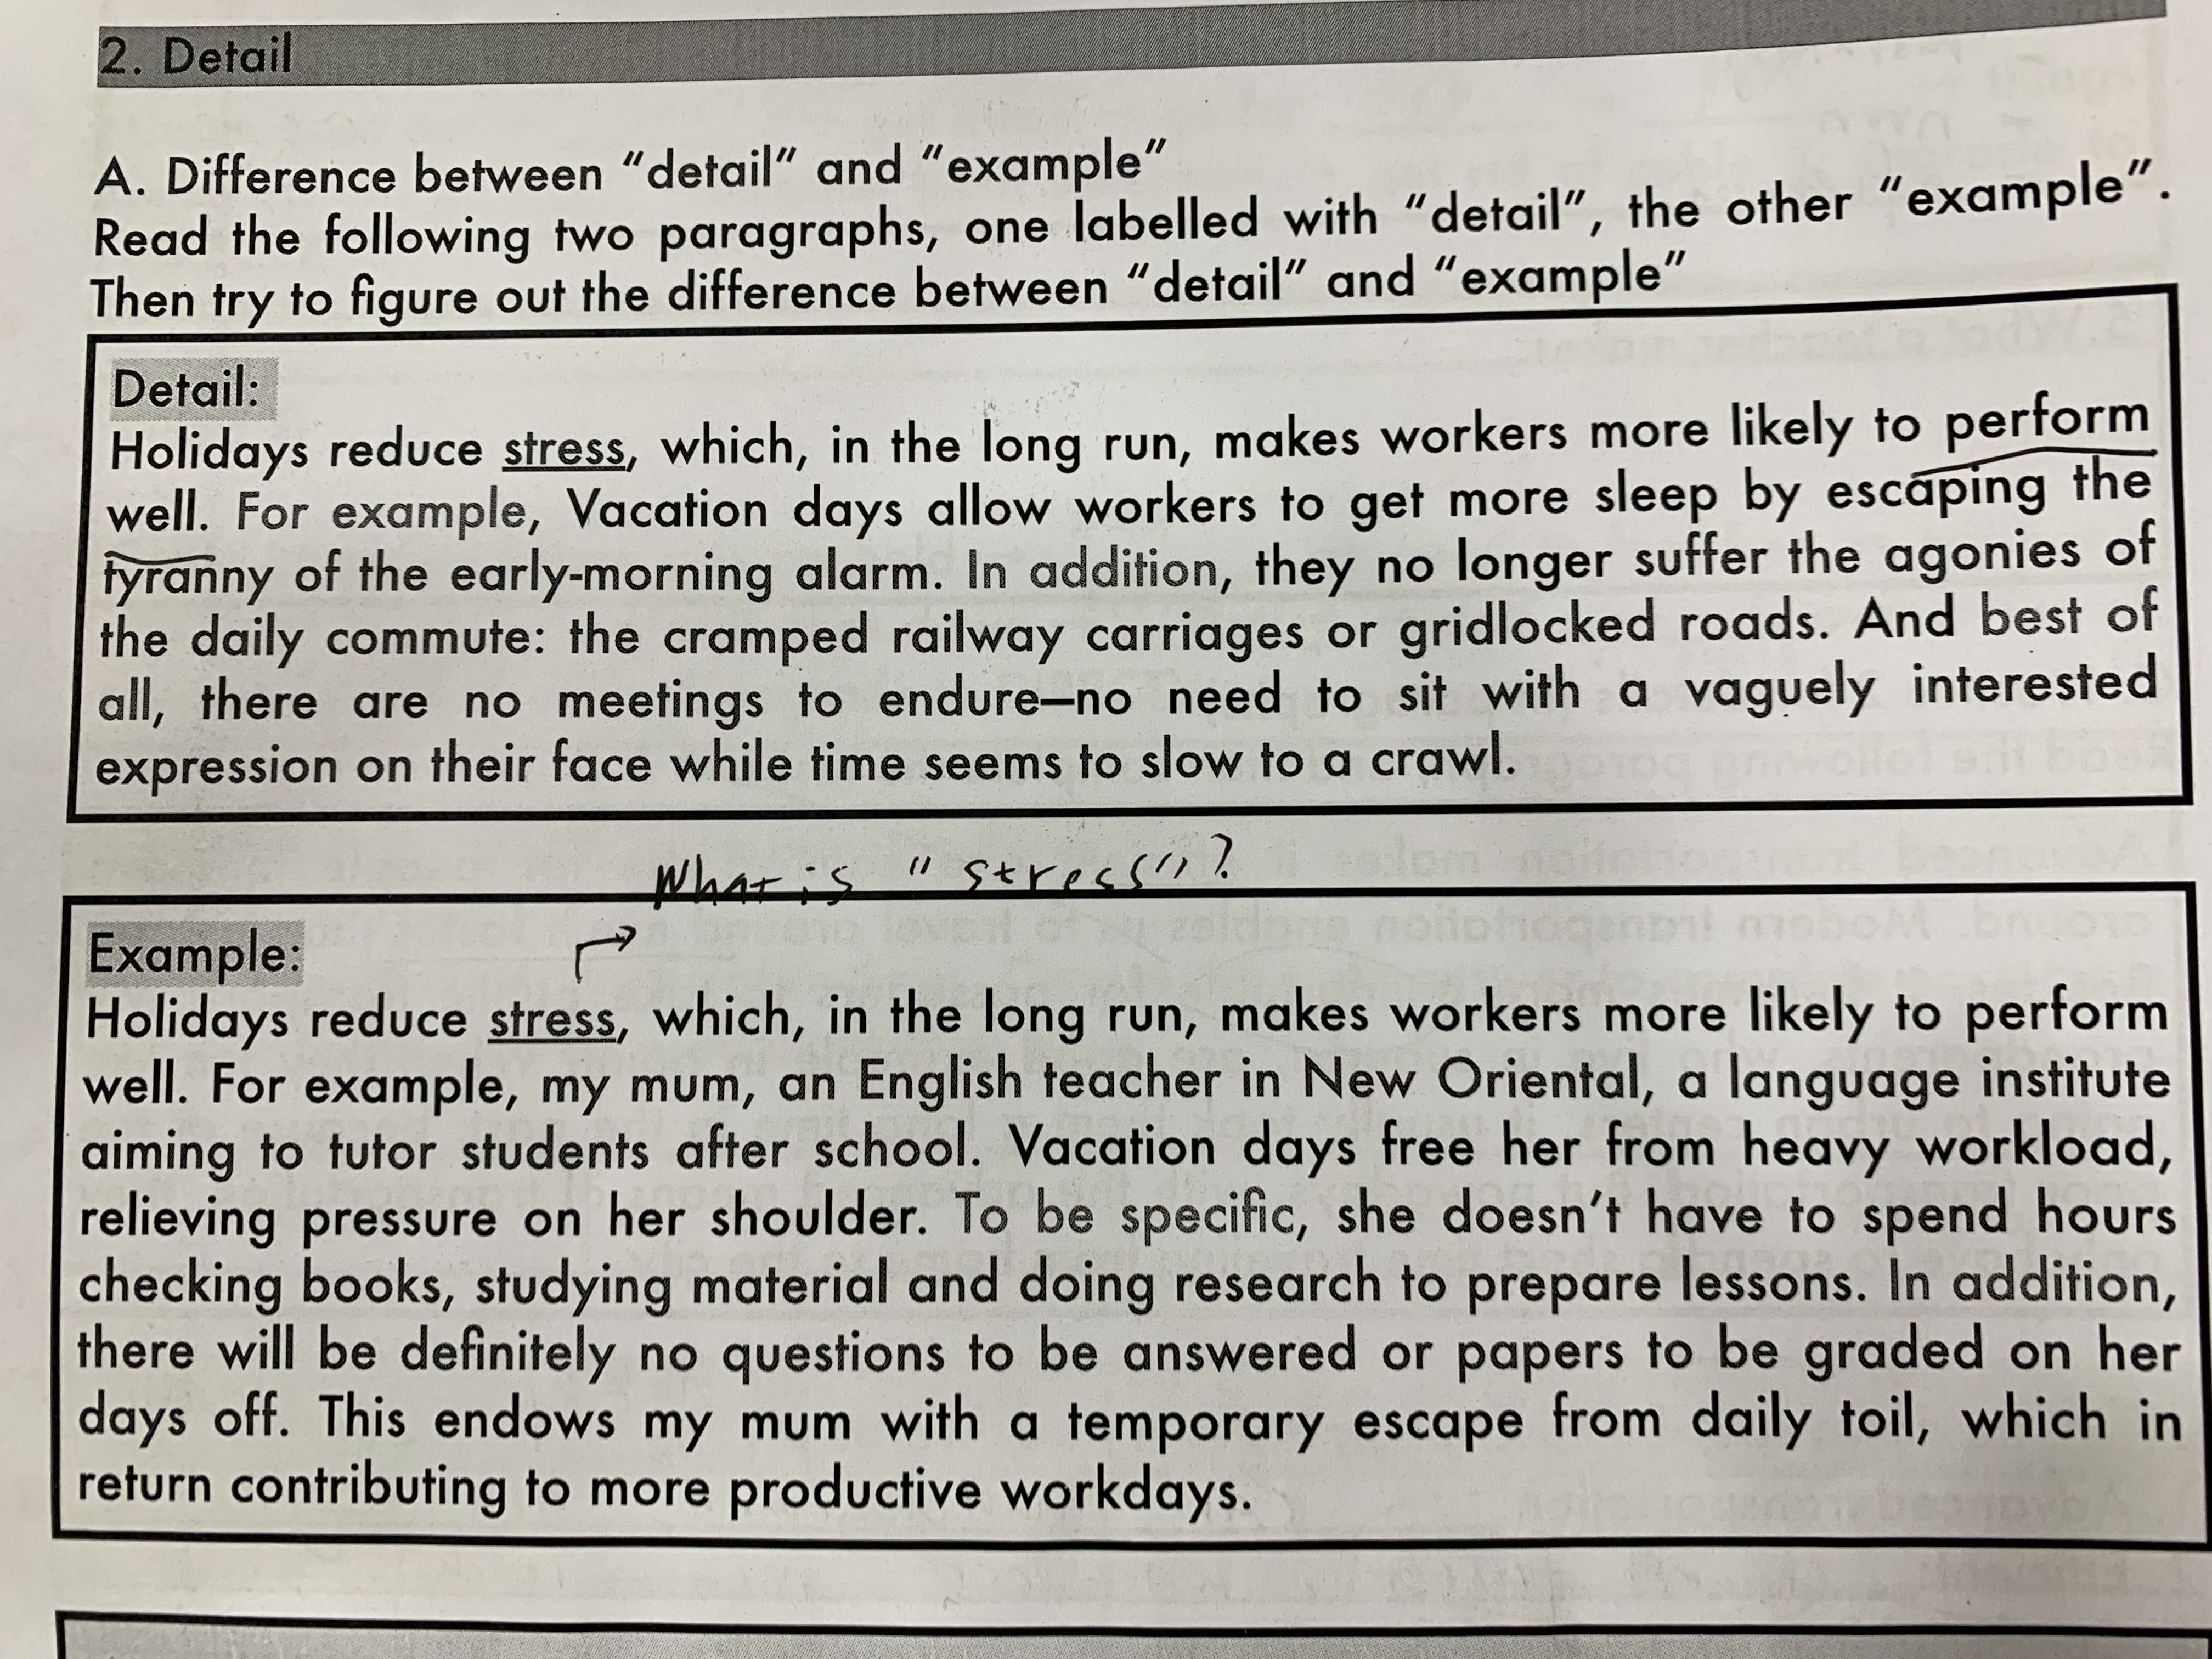 2. Detail
A. Difference between “detail” and “example”
Read the following two paragraphs, one labelled with “detail”, the other “example”.
Then try to figure out the difference between “detail” and “example”
Detail:
Holidays reduce stress, which, in the long run, makes workers more likely to perform
well. For example, Vacation days allow workers to get more sleep by escaping the
tyranny of the early-morning alarm. In addition, they no longer suffer the agonies of
the daily commute: the cramped railway carriages or gridlocked roads. And best of
all, there are no meetings to endure—no need to sit with a vaguely interested
expression on their face while time seems to slow to a crawl.
What is "stress"?
Example:
Holidays reduce stress, which, in the long run, makes workers more likely to perform
well. For example, my mum, an English teacher in New Oriental, a language institute
aiming to tutor students after school. Vacation days free her from heavy workload,
relieving pressure on her shoulder. To be specific, she doesn’t have to spend hours
checking books, studying material and doing research to prepare lessons. In addition,
there will be definitely no questions to be answered or papers to be graded on her
days off. This endows my mum with a temporary escape from daily toil, which in
return contributing to more productive workdays.